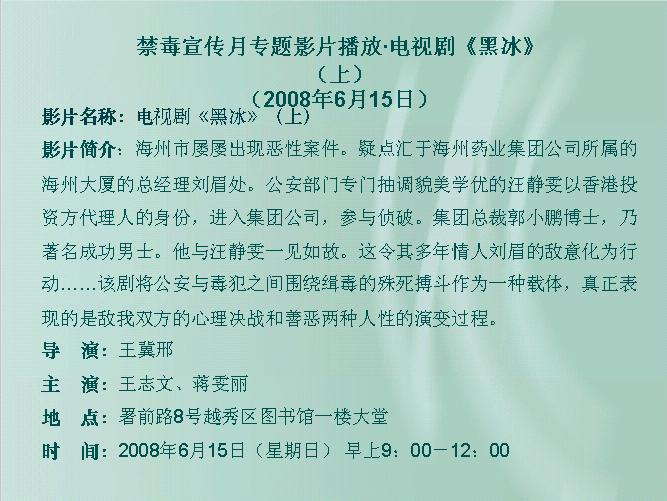 禁毒宣传月专题影片播放·电视剧《黑冰》
（上）
（2008年6月15日）
影片名称：电视剧《黑冰》（上）
影片简介：海州市屡屡出现恶性案件。疑点汇于海州药业集团公司所属的
海州大厦的总经理刘眉处。公安部门专门抽调貌美学优的汪静雯以香港投
资方代理人的身份，进入集团公司，参与侦破。集团总裁郭小鹏博士，乃
著名成功男士。他与汪静雯一见如故。这令其多年情人刘眉的敌意化为行
动……该剧将公安与毒犯之间围绕缉毒的殊死搏斗作为一种载体，真正表
现的是敌我双方的心理决战和善恶两种人性的演变过程。
导　演：王冀邢
主　演：王志文、蒋雯丽
地　点：署前路8号越秀区图书馆一楼大堂
时　间：2008年6月15日（星期日） 早上9：00－12：00